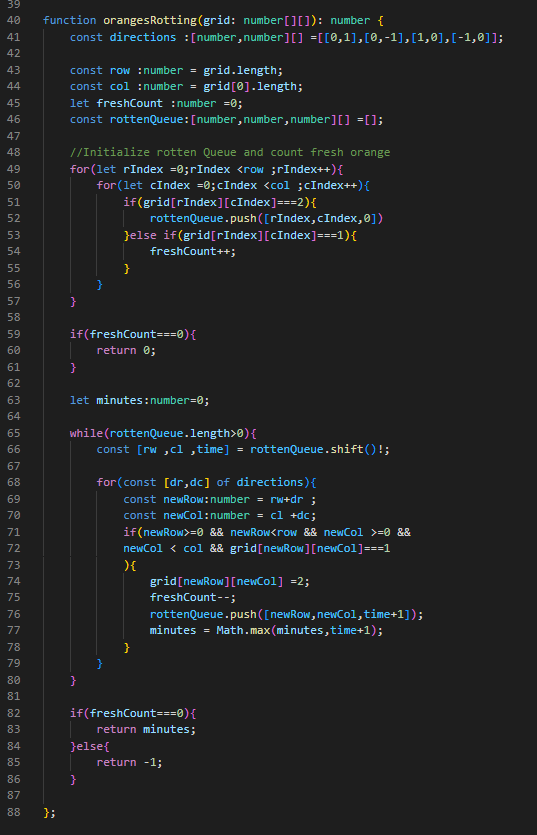 39
40 function orangesRotting(grid: number[][]): number {
41     const directions :[number,number][] =[[0,1],[0,-1],[1,0],[-1,0]];
42
43     const row :number = grid.length;
44     const col :number = grid[0].length;
45     let freshCount :number =0;
46     const rottenQueue:[number,number,number][] =[];
47
48     //Initialize rotten Queue and count fresh orange
49     for(let rIndex =0;rIndex <row ;rIndex++){
50         for(let cIndex =0;cIndex <col ;cIndex++){
51             if(grid[rIndex][cIndex]===2){
52                 rottenQueue.push([rIndex,cIndex,0])
53             }else if(grid[rIndex][cIndex]===1){
54                 freshCount++;
55             }
56         }
57     }
58
59     if(freshCount===0){
60         return 0;
61     }
62
63     let minutes:number=0;
64
65     while(rottenQueue.length>0){
66         const [rw ,cl ,time] = rottenQueue.shift()!;
67
68         for(const [dr,dc] of directions){
69             const newRow:number = rw+dr ;
70             const newCol:number = cl +dc;
71             if(newRow>=0 && newRow<row && newCol >=0 &&
72             newCol < col && grid[newRow][newCol]===1
73             ){
74                 grid[newRow][newCol] =2;
75                 freshCount--;
76                 rottenQueue.push([newRow,newCol,time+1]);
77                 minutes = Math.max(minutes,time+1);
78             }
79         }
80     }
81
82     if(freshCount===0){
83         return minutes;
84     }else{
85         return -1;
86     }
87
88 };